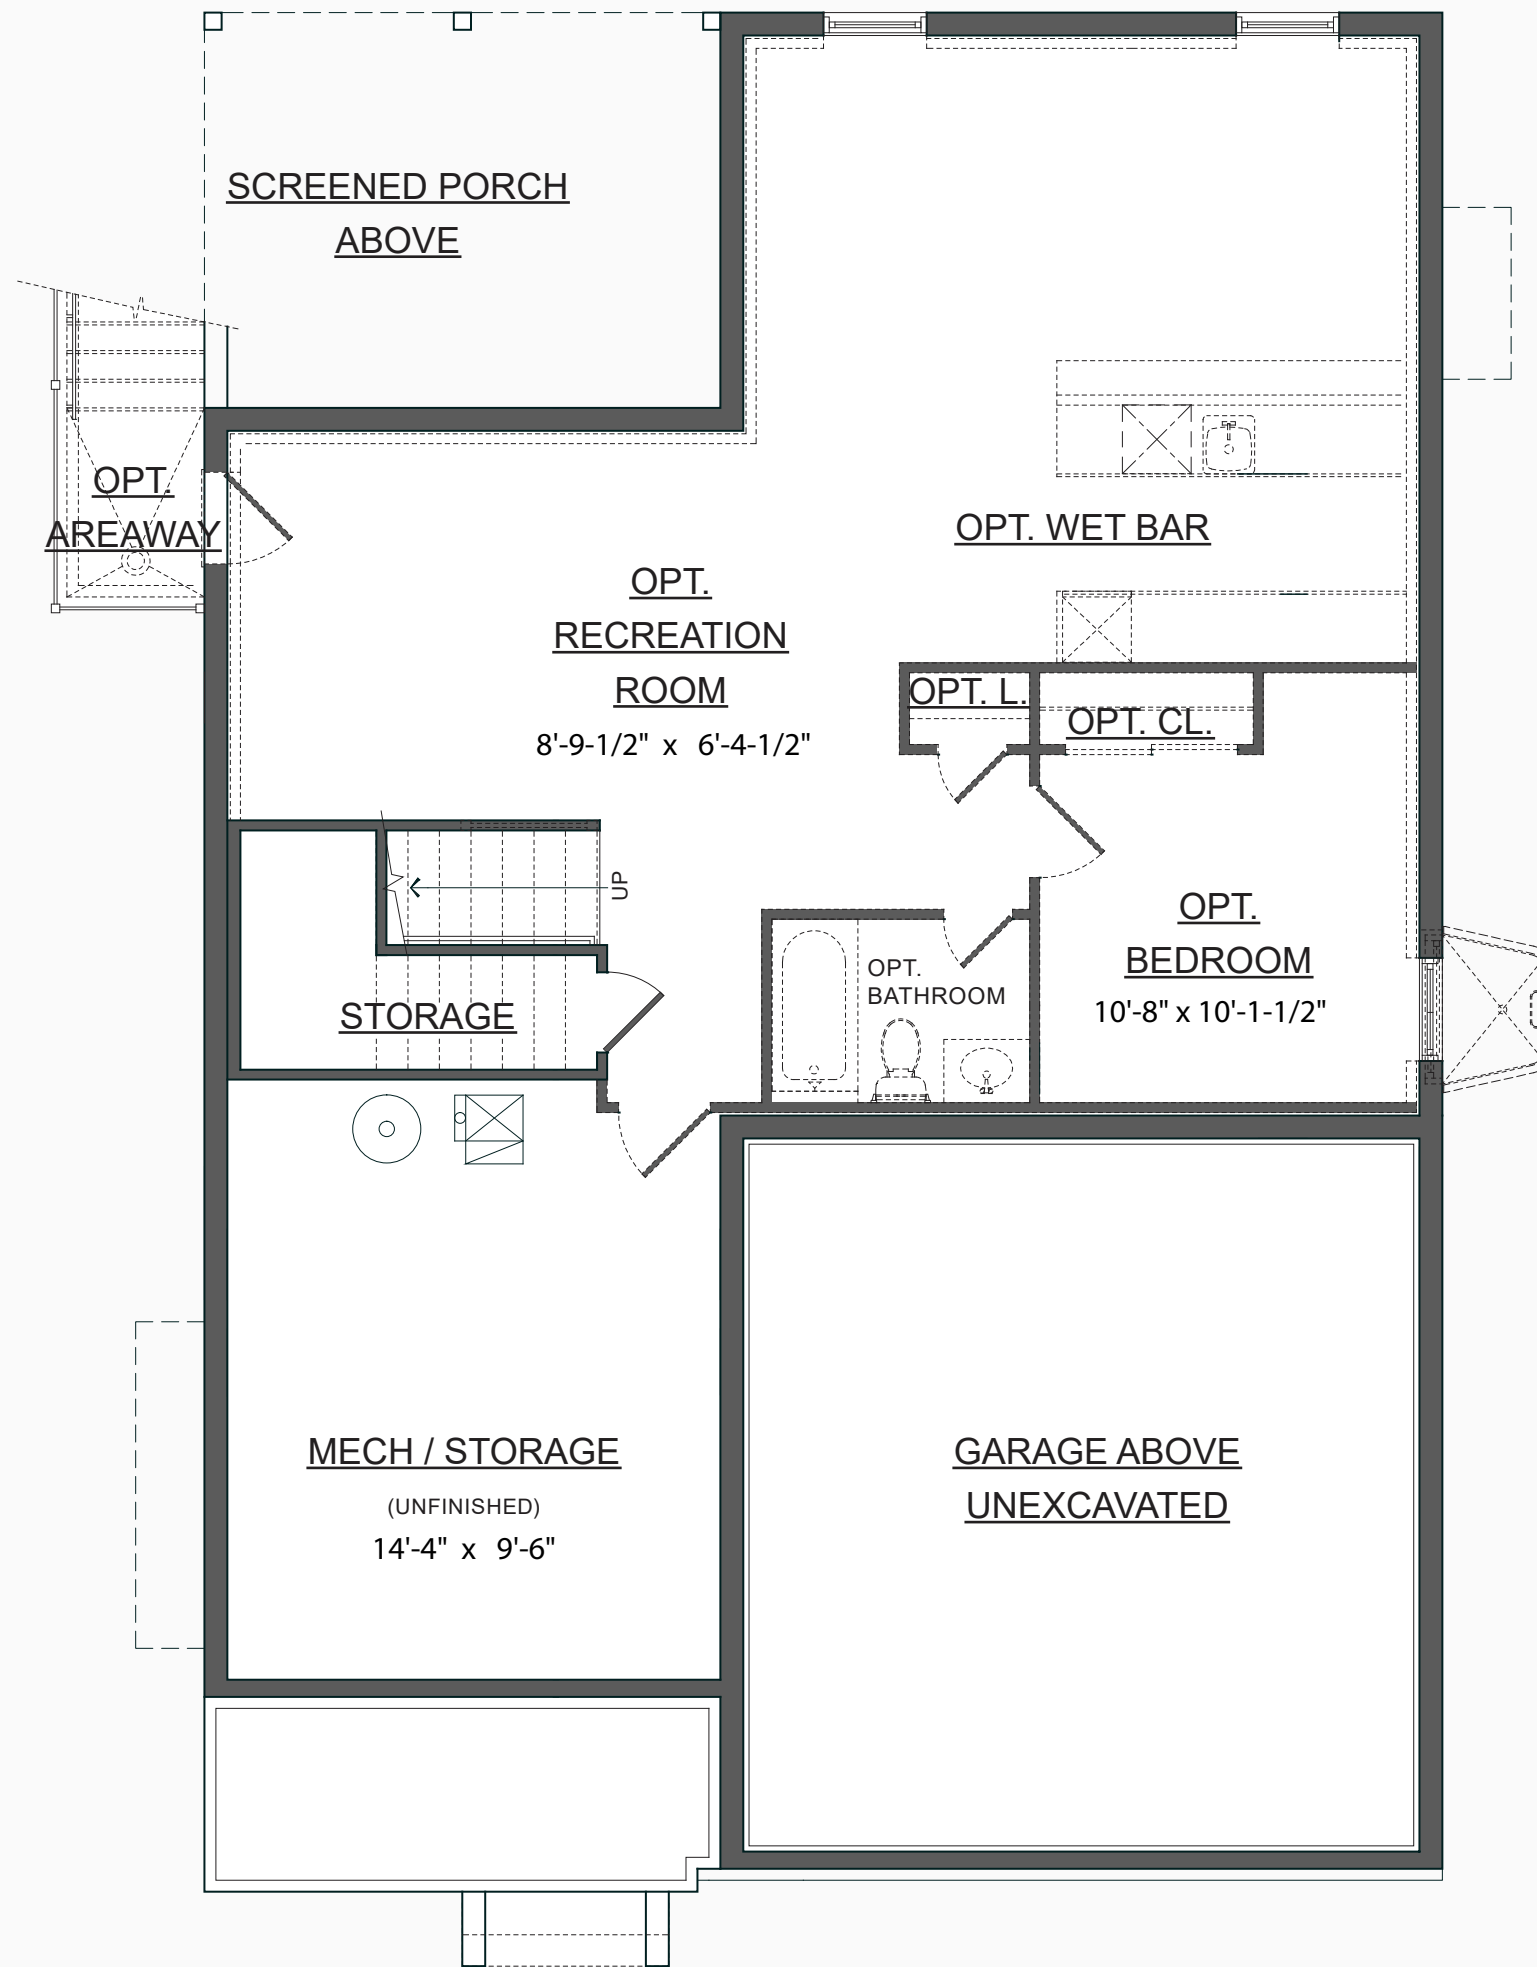 SCREENED PORCH
ABOVE
OPT.
AREAWAY
OPT. WET BAR
OPT.
RECREATION
ROOM
8'-9-1/2" x 6'-4-1/2"
OPT. L.
OPT. CL.
UP
OPT.
BEDROOM
10'-8" x 10'-1-1/2"
OPT.
BATHROOM
STORAGE
MECH / STORAGE
(UNFINISHED)
14'-4" x 9'-6"
GARAGE ABOVE
UNEXCAVATED